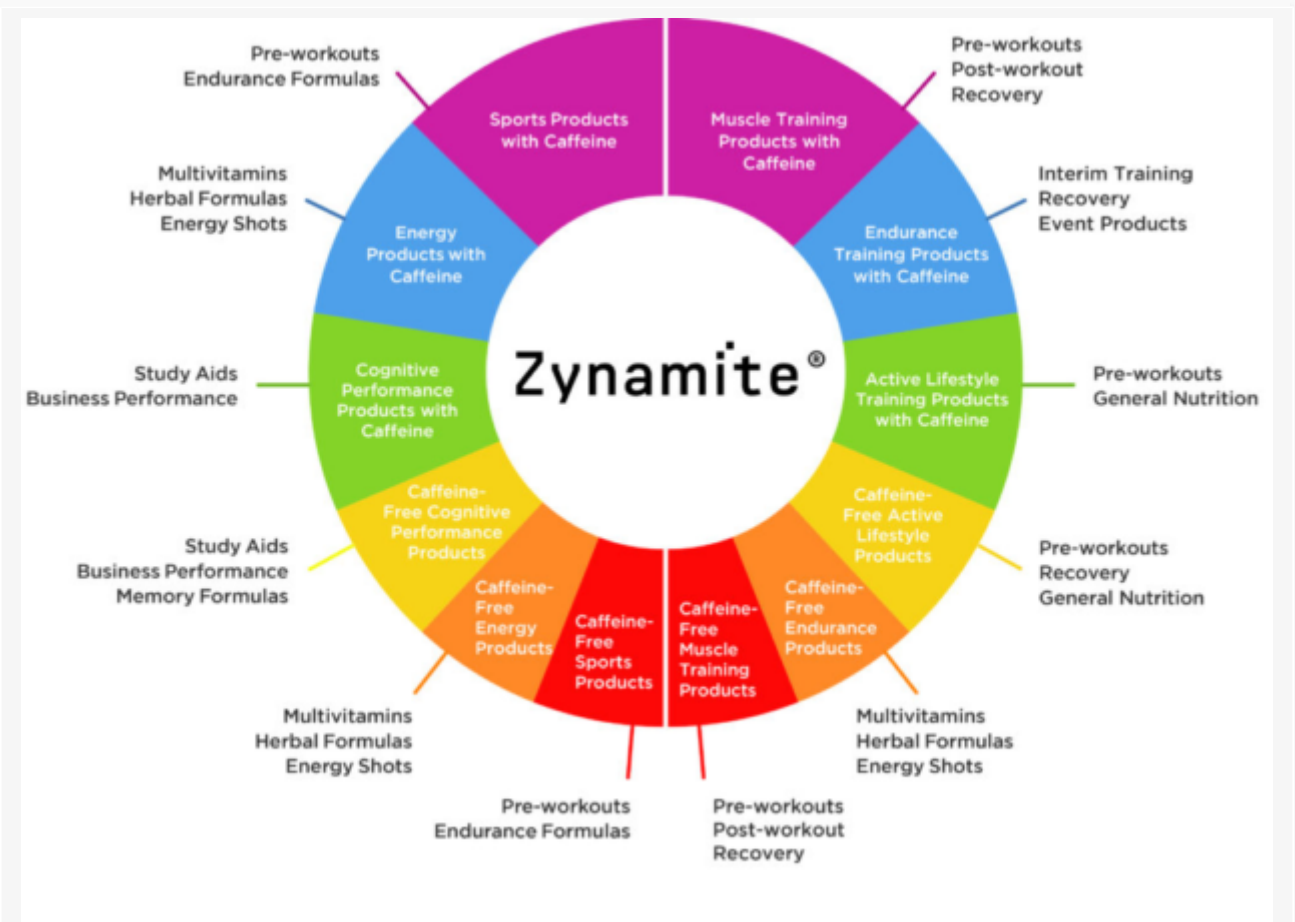 Pre-workouts
Endurance Formulas
Pre-workouts
Post-workout
Recovery
Sports Products
with Caffeine
Muscle Training
Products with
Caffeine
Multivitamins
Herbal Formulas
Energy Shots
Interim Training
Recovery
Event Products
Energy
Products with
Caffeine
Endurance
Training Products
with Caffeine
Zynamite®
Study Aids
Business Performance
Cognitive
Performance
Products with
Caffeine
Active Lifestyle
Training Products
with Caffeine
Pre-workouts
General Nutrition
Caffeine-
Free Cognitive
Performance
Products
Caffeine-
Free Active
Lifestyle
Products
Study Aids
Business Performance
Memory Formulas
Pre-workouts
Recovery
General Nutrition
Caffeine-
Free
Energy
Products
Caffeine-
Free
Sports
Products
Caffeine-
Free
Muscle
Training
Products
Caffeine-
Free
Endurance
Products
Multivitamins
Herbal Formulas
Energy Shots
Multivitamins
Herbal Formulas
Energy Shots
Pre-workouts
Endurance Formulas
Pre-workouts
Post-workout
Recovery